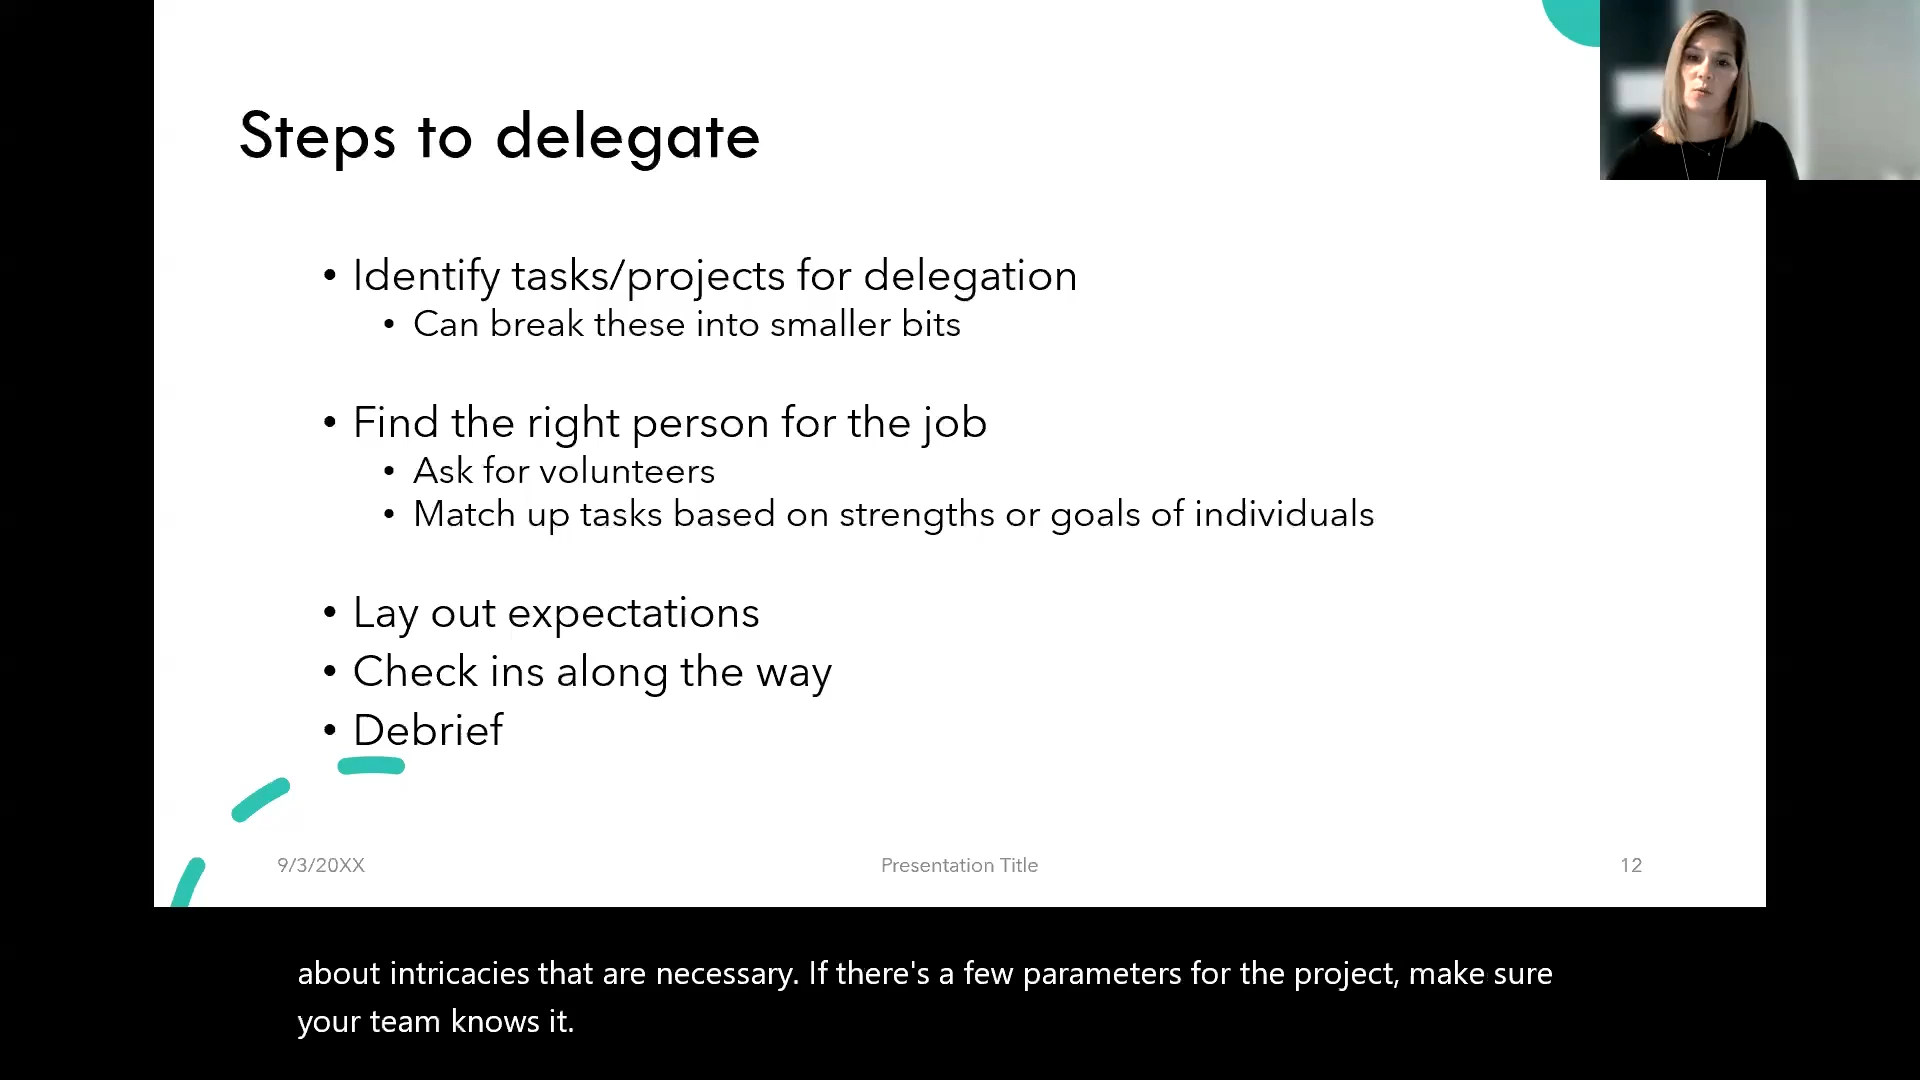 Steps to delegate
• Identify tasks/projects for delegation
• Can break these into smaller bits
• Find the right person for the job
• Ask for volunteers
• Match up tasks based on strengths or goals of individuals
• Lay out expectations
• Check ins along the way
• Debrief
9/3/20XX
Presentation Title
12
about intricacies that are necessary. If there's a few parameters for the project, make sure
your team knows it.